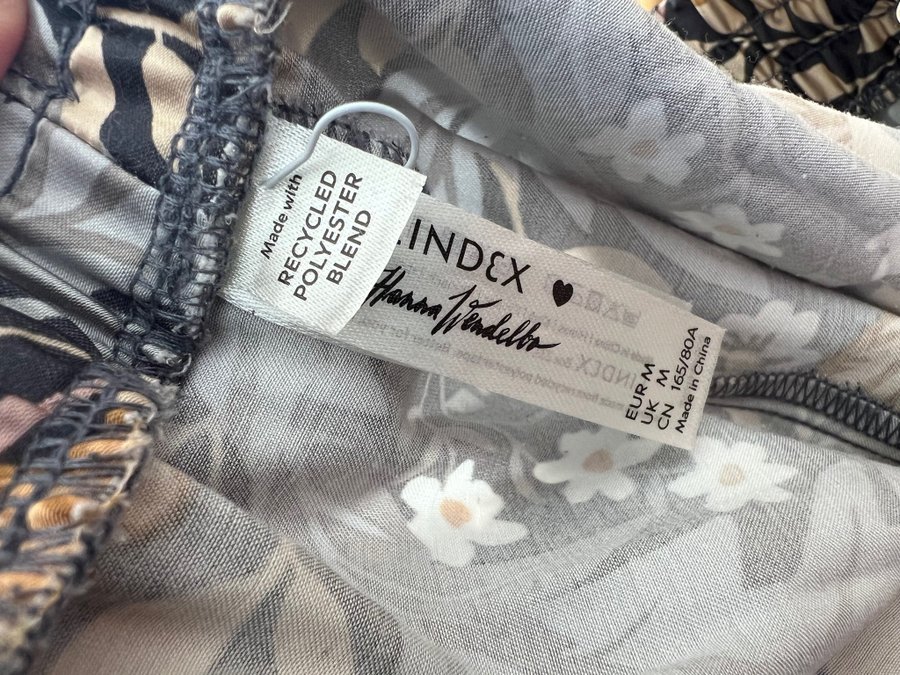 Made with
RECYCLED
POLYESTER
BLEND
LINDEX
Hanna Wendelbo
EUR M
UK M
CN 165/80A
Made in China